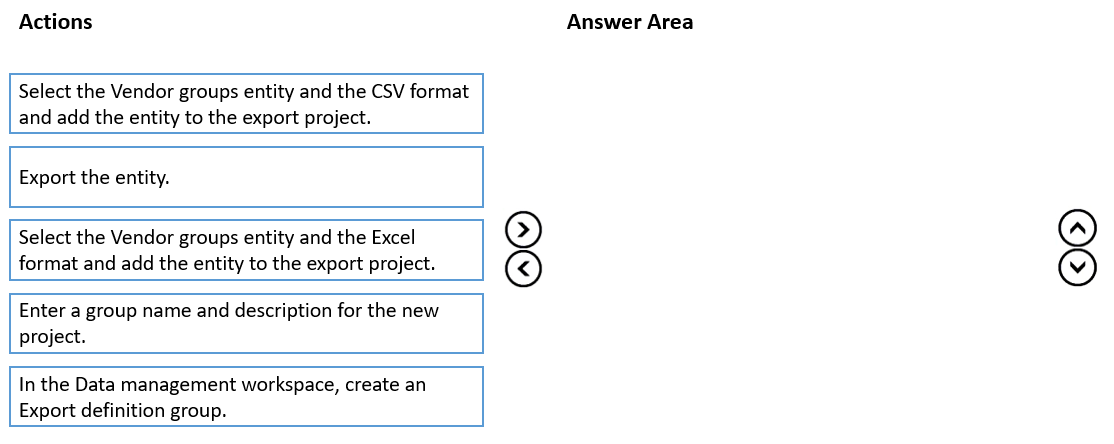 Actions
Answer Area
Select the Vendor groups entity and the CSV format
and add the entity to the export project.
Export the entity.
Select the Vendor groups entity and the Excel
format and add the entity to the export project.
Enter a group name and description for the new
project.
In the Data management workspace, create an
Export definition group.